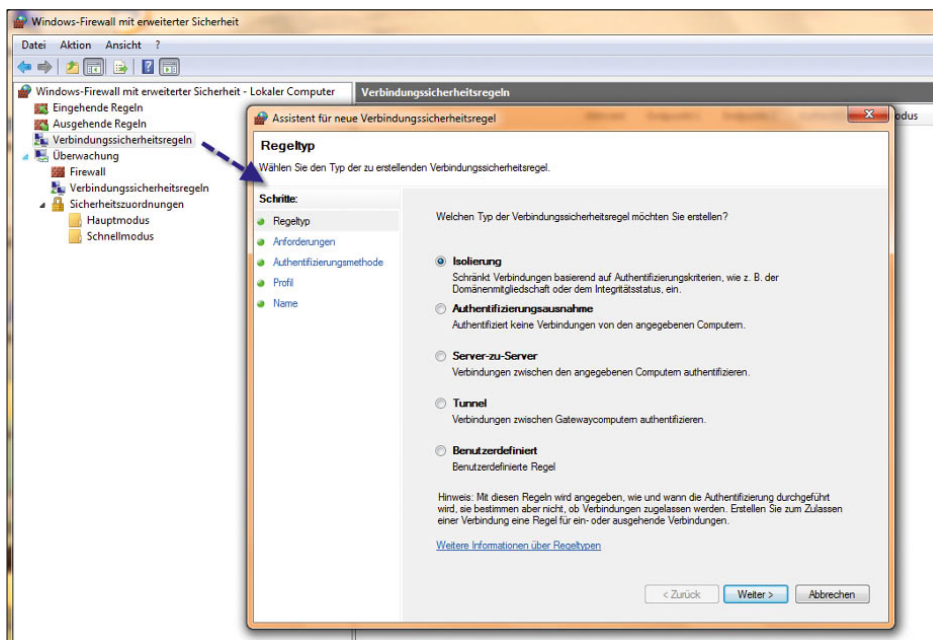 Windows-Firewall mit erweiterter Sicherheit
Datei Aktion Ansicht ?
Windows-Firewall mit erweiterter Sicherheit - Lokaler Computer
Eingehende Regeln
Ausgehende Regeln
Verbindungssicherheitsregeln
Überwachung
Firewall
Verbindungssicherheitsregeln
Sicherheitszuordnungen
Hauptmodus
Schnellmodus
Verbindungssicherheitsregeln
odus
Assistent für neue Verbindungssicherheitsregel
Regeltyp
Wählen Sie den Typ der zu erstellenden Verbindungssicherheitsregel.
Schritte:
Regeltyp
Anforderungen
Authentifizierungsmethode
Profil
Name
Welchen Typ der Verbindungssicherheitsregel möchten Sie erstellen?
Isolierung
Schränkt Verbindungen basierend auf Authentifizierungskriterien, wie z. B. der
Domänenmitgliedschaft oder dem Integritätsstatus, ein.
Authentifizierungsausnahme
Authentifiziert keine Verbindungen von den angegebenen Computern.
Server-zu-Server
Verbindungen zwischen den angegebenen Computern authentifizieren.
Tunnel
Verbindungen zwischen Gatewaycomputern authentifizieren.
Benutzerdefiniert
Benutzerdefinierte Regel
Hinweis: Mit diesen Regeln wird angegeben, wie und wann die Authentifizierung durchgeführt
wird, sie bestimmen aber nicht, ob Verbindungen zugelassen werden. Erstellen Sie zum Zulassen
einer Verbindung eine Regel für ein- oder ausgehende Verbindungen.
Weitere Informationen über Regeltypen
< Zurück Weiter > Abbrechen